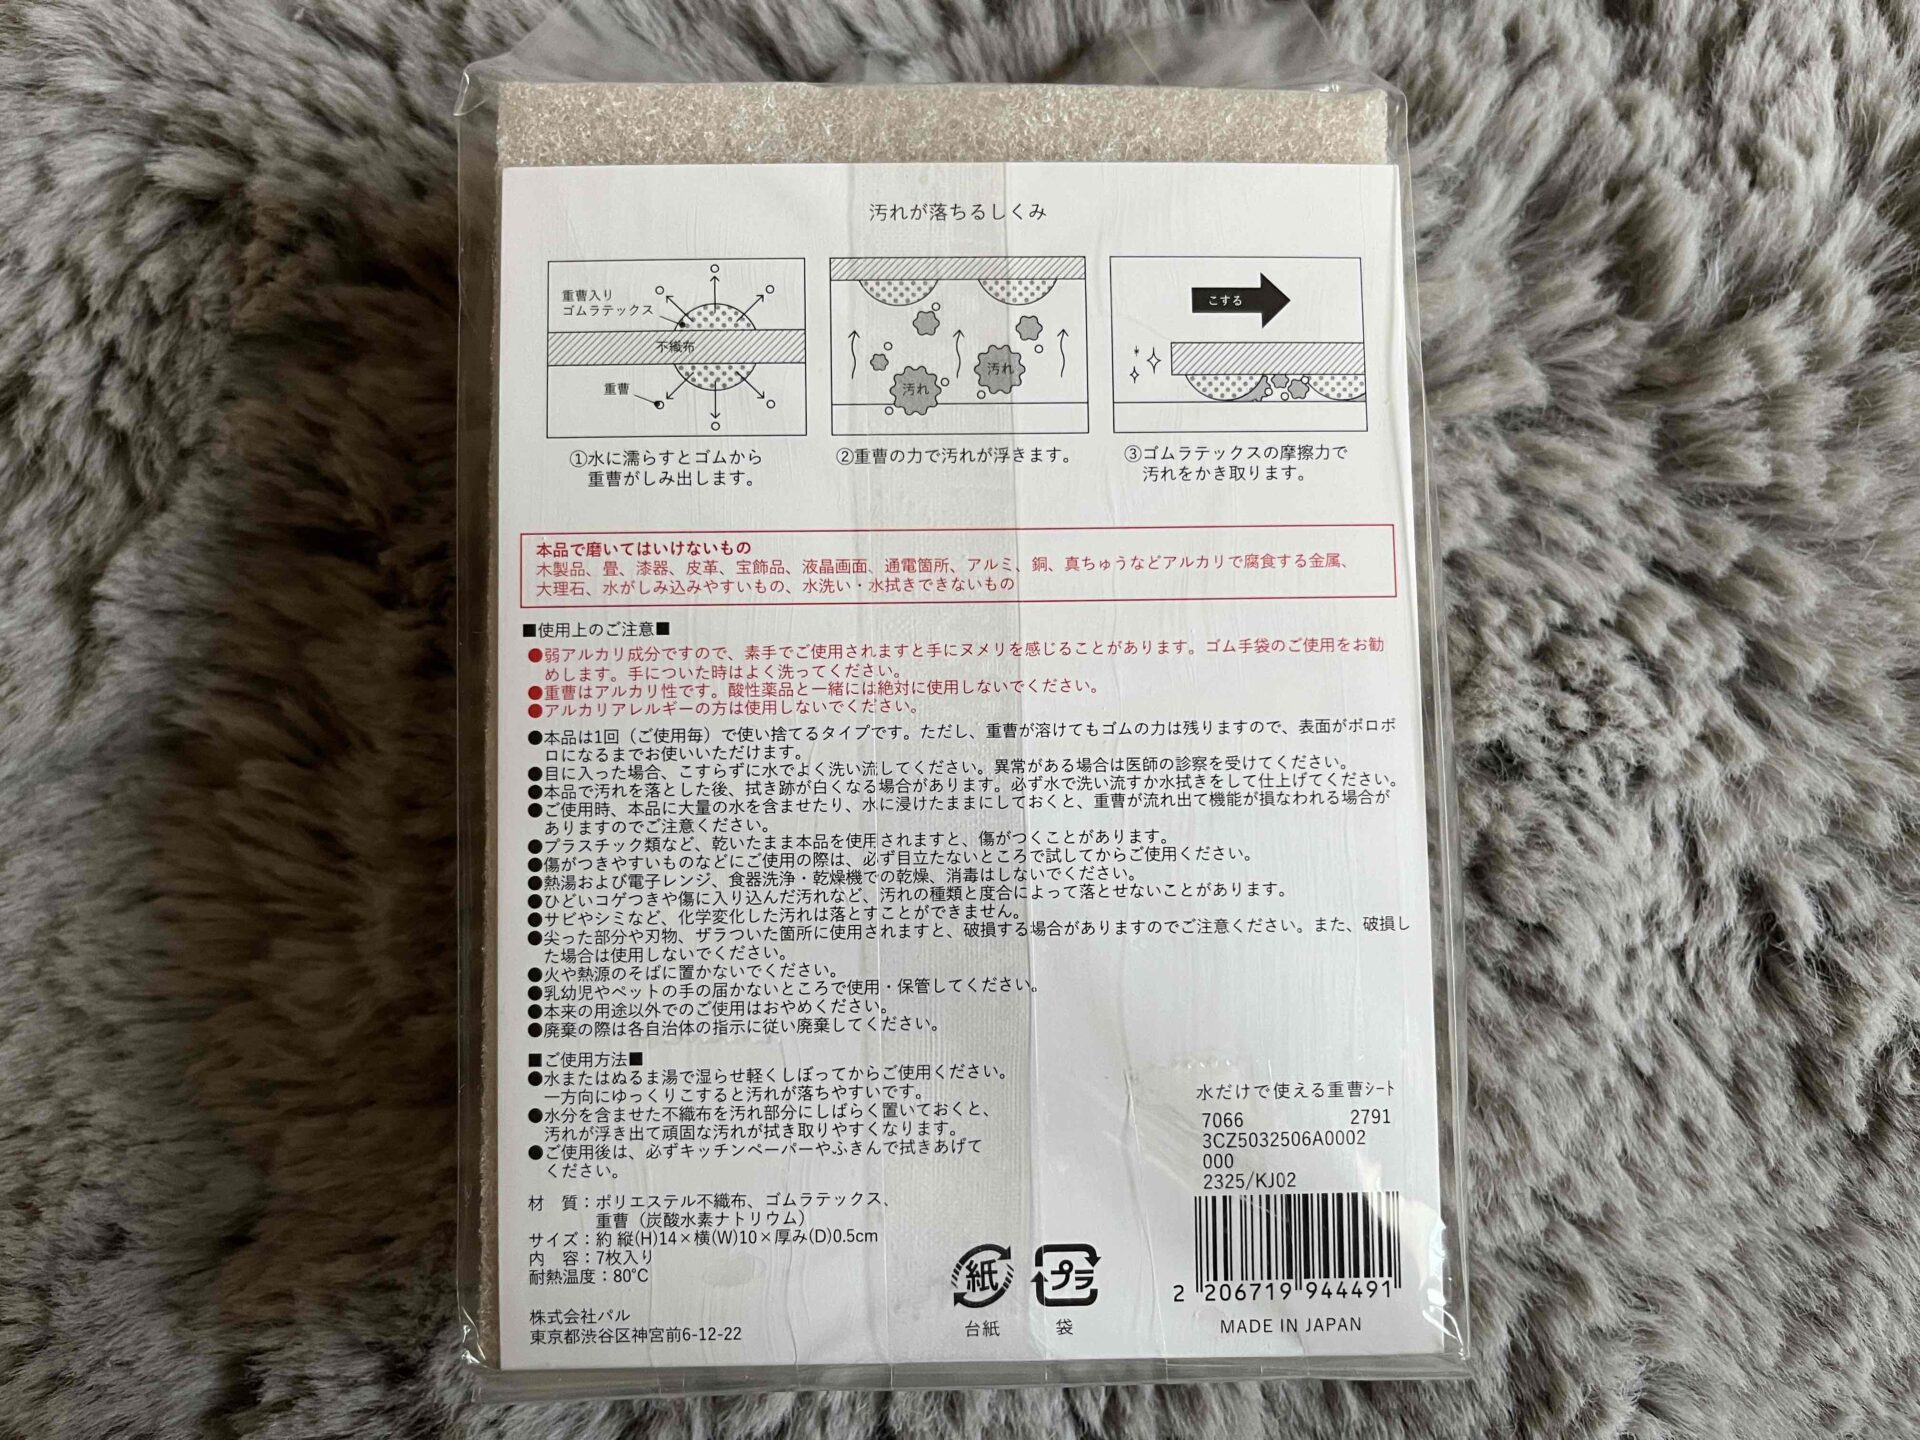 汚れが落ちるしくみ
重曹入り
ゴムラテックス
不織布
重曹
①水に濡らすとゴムから
重曹がしみ出します。
汚れ
汚れ
②重曹の力で汚れが浮きます。
こする
③ゴムラテックスの摩擦力で
汚れをかき取ります。
本品で磨いてはいけないもの
木製品、畳、漆器、皮革、宝飾品、液晶画面、通電箇所、アルミ、銅、真ちゅうなどアルカリで腐食する金属、
大理石、水がしみ込みやすいもの、水洗い・水拭きできないもの
■使用上のご注意■
●弱アルカリ成分ですので、素手でご使用されますと手にヌメリを感じることがあります。ゴム手袋のご使用をお勧
めします。手についた時はよく洗ってください。
●重曹はアルカリ性です。酸性薬品と一緒には絶対に使用しないでください。
●アルカリアレルギーの方は使用しないでください。
●本品は1回（ご使用毎）で使い捨てるタイプです。ただし、重曹が溶けてもゴムの力は残りますので、表面がボロボ
ロになるまでお使いいただけます。
●目に入った場合、こすらずに水でよく洗い流してください。異常がある場合は医師の診察を受けてください。
●本品で汚れを落とした後、拭き跡が白くなる場合があります。必ず水で洗い流すか水拭きをして仕上げてください。
●ご使用時、本品に大量の水を含ませたり、水に浸けたままにしておくと、重曹が流れ出て機能が損なわれる場合が
ありますのでご注意ください。
●プラスチック類など、乾いたまま本品を使用されますと、傷がつくことがあります。
●傷がつきやすいものなどにご使用の際は、必ず目立たないところで試してからご使用ください。
●熱湯および電子レンジ、食器洗浄・乾燥機での乾燥、消毒はしないでください。
●ひどいコゲつきや傷に入り込んだ汚れなど、汚れの種類と度合によって落とせないことがあります。
●サビやシミなど、化学変化した汚れは落とすことができません。
●尖った部分や刃物、ザラついた箇所に使用されますと、破損する場合がありますのでご注意ください。また、破損し
た場合は使用しないでください。
●火や熱源のそばに置かないでください。
●乳幼児やペットの手の届かないところで使用・保管してください。
●本来の用途以外でのご使用はおやめください。
●廃棄の際は各自治体の指示に従い廃棄してください。
■ご使用方法■
●水またはぬるま湯で湿らせ軽くしぼってからご使用ください。
一方向にゆっくりこすると汚れが落ちやすいです。
●水分を含ませた不織布を汚れ部分にしばらく置いておくと、
汚れが浮き出て頑固な汚れが拭き取りやすくなります。
●ご使用後は、必ずキッチンペーパーやふきんで拭きあげて
ください。
材　質：ポリエステル不織布、ゴムラテックス、
重曹（炭酸水素ナトリウム）
サイズ：約 縦(H)14×横(W)10×厚み(D)0.5cm
内　容：7枚入り
耐熱温度：80℃
株式会社パル
東京都渋谷区神宮前6-12-22
紙
台紙
プラ
袋
水だけで使える重曹ｼｰﾄ
7066 2791
3CZ5032506A0002
000
2325/KJ02
2 206719 944491
MADE IN JAPAN